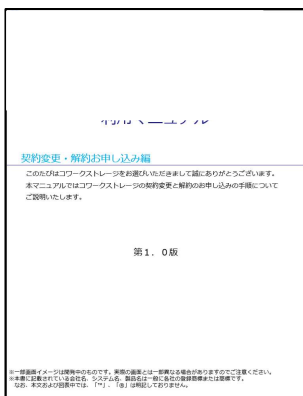 利用マニュアル
契約変更・解約お申し込み編
このたびはコワークストレージをお選びいただきまして誠にありがとうございます。
本マニュアルではコワークストレージの契約変更と解約のお申し込みの手順について
ご説明いたします。
第１．０版
※一部画面イメージは開発中のものです。実際の画面とは一部異なる場合がありますのでご注意ください。
※本書に記載されている会社名、システム名、製品名は一般に各社の登録商標または商標です。
なお、本文および図表中では、「™」、「®」は明記しておりません。